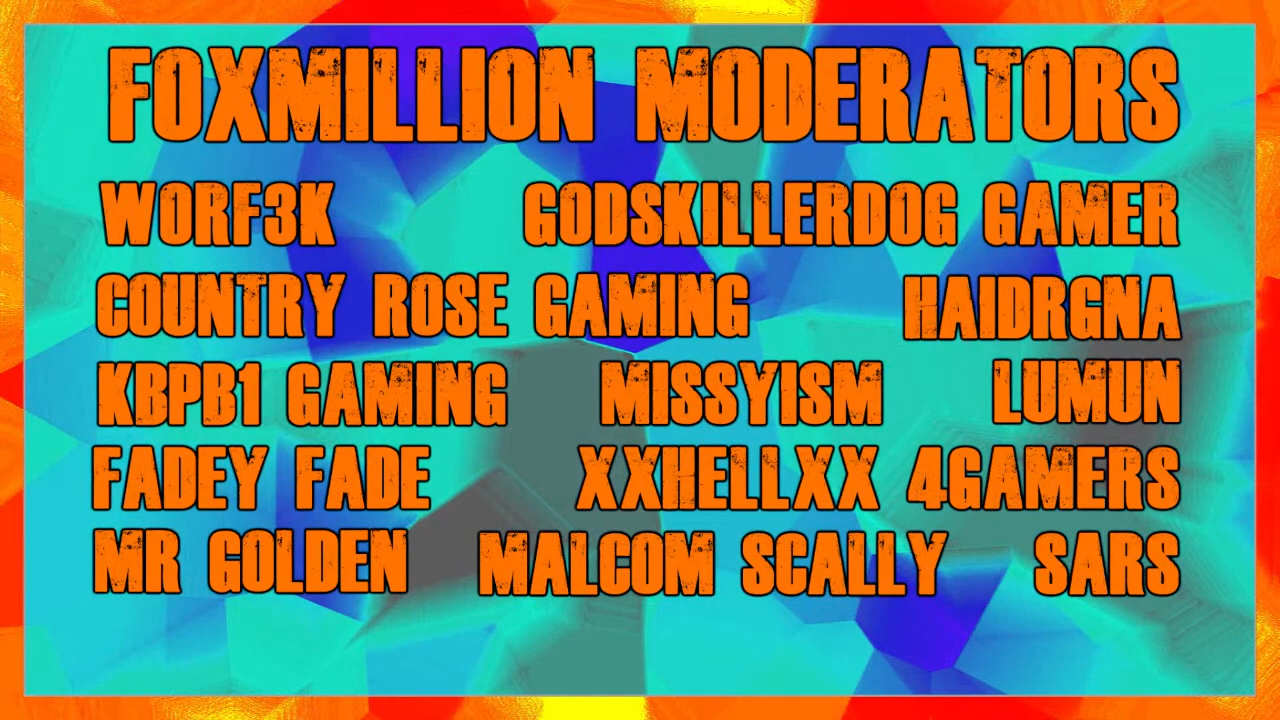 FOXMILLION MODERATORS
WORF3K GODSKILLERDOG GAMER
COUNTRY ROSE GAMING HAIDRGNA
KBPB1 GAMING MISSYISM LUMUN
FADEY FADE XXHELLXX 4GAMERS
MR GOLDEN MALCOM SCALLY SARS